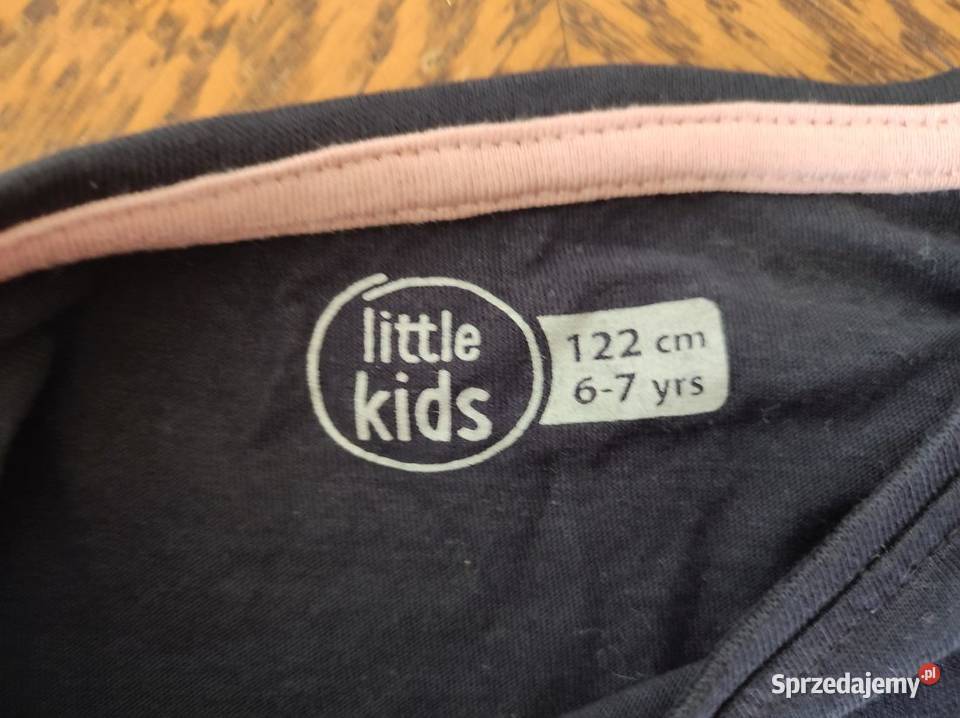 little
kids
122 cm
6-7 yrs
Sprzedajemy.pl